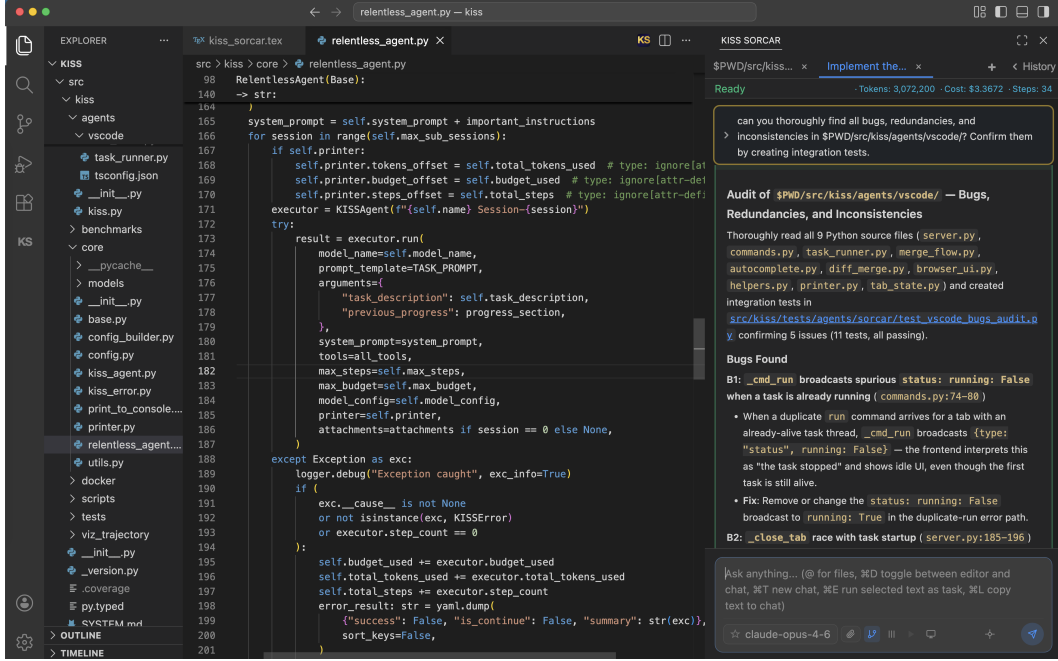 relentless_agent.py — kiss
EXPLORER
KISS
src
kiss
agents
vscode
task_runner.py
tsconfig.json
__init__.py
kiss.py
benchmarks
core
__pycache__
models
__init__.py
base.py
config_builder.py
config.py
kiss_agent.py
kiss_error.py
print_to_console....
printer.py
relentless_agent....
utils.py
docker
scripts
tests
viz_trajectory
__init__.py
_version.py
.coverage
py.typed
SYSTEM.md
OUTLINE
TIMELINE
KS
TEX kiss_sorcar.tex
relentless_agent.py
KS
src > kiss > core > relentless_agent.py
98 RelentlessAgent(Base):
140 -> str:
164 )
165 system_prompt = self.system_prompt + important_instructions
166 for session in range(self.max_sub_sessions):
167 if self.printer:
168 self.printer.tokens_offset = self.total_tokens_used # type: ignore[at
169 self.printer.budget_offset = self.budget_used # type: ignore[attr-def
170 self.printer.steps_offset = self.total_steps # type: ignore[attr-defi
171 executor = KISSAgent(f"{self.name} Session-{session}")
172 try:
173 result = executor.run(
174 model_name=self.model_name,
175 prompt_template=TASK_PROMPT,
176 arguments={
177 "task_description": self.task_description,
178 "previous_progress": progress_section,
179 },
180 system_prompt=system_prompt,
181 tools=all_tools,
182 max_steps=self.max_steps,
183 max_budget=self.max_budget,
184 model_config=self.model_config,
185 printer=self.printer,
186 attachments=attachments if session == 0 else None,
187 )
188 except Exception as exc:
189 logger.debug("Exception caught", exc_info=True)
190 if (
191 exc.__cause__ is not None
192 or not isinstance(exc, KISSError)
193 or executor.step_count == 0
194 ):
195 self.budget_used += executor.budget_used
196 self.total_tokens_used += executor.total_tokens_used
197 self.total_steps += executor.step_count
198 error_result: str = yaml.dump(
199 {"success": False, "is_continue": False, "summary": str(exc)},
200 sort_keys=False,
201 )
KISS SORCAR
$PWD/src/kiss... × Implement the... × + < History
Ready · Tokens: 3,072,200 · Cost: $3.3672 · Steps: 34
can you thoroughly find all bugs, redundancies, and
inconsistencies in $PWD/src/kiss/agents/vscode/? Confirm them
by creating integration tests.
Audit of $PWD/src/kiss/agents/vscode/ — Bugs,
Redundancies, and Inconsistencies
Thoroughly read all 9 Python source files ( server.py ,
commands.py , task_runner.py , merge_flow.py ,
autocomplete.py , diff_merge.py , browser_ui.py ,
helpers.py , printer.py , tab_state.py ) and created
integration tests in
src/kiss/tests/agents/sorcar/test_vscode_bugs_audit.p
y confirming 5 issues (11 tests, all passing).
Bugs Found
B1: _cmd_run broadcasts spurious status: running: False
when a task is already running ( commands.py:74-80 )
• When a duplicate run command arrives for a tab with an
already-alive task thread, _cmd_run broadcasts {type:
"status", running: False} — the frontend interprets this
as "the task stopped" and shows idle UI, even though the first
task is still alive.
• Fix: Remove or change the status: running: False
broadcast to running: True in the duplicate-run error path.
B2: _close_tab race with task startup ( server.py:185-196 )
Ask anything... (@ for files, ⌘D toggle between editor and
chat, ⌘T new chat, ⌘E run selected text as task, ⌘L copy
text to chat)
☆ claude-opus-4-6